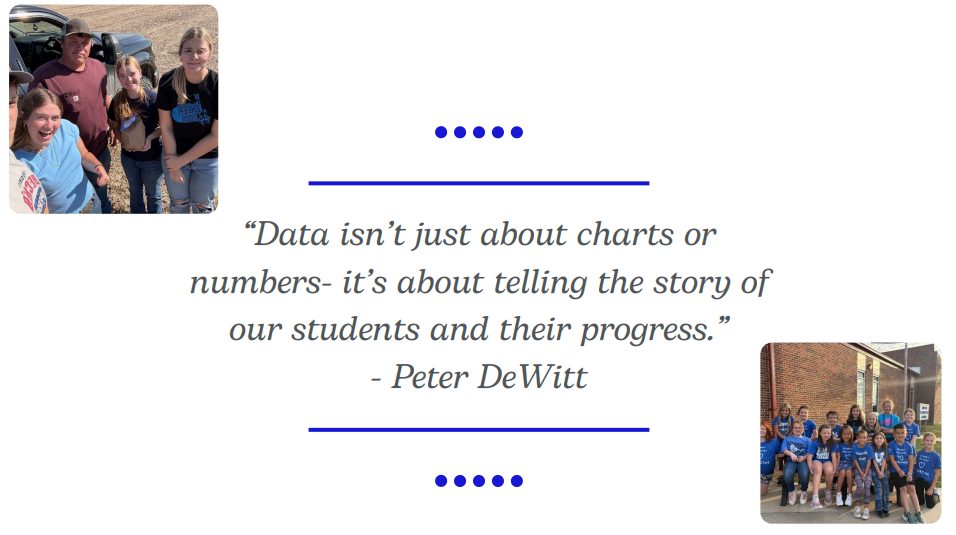 “Data isn’t just about charts or
numbers- it’s about telling the story of
our students and their progress.”
- Peter DeWitt